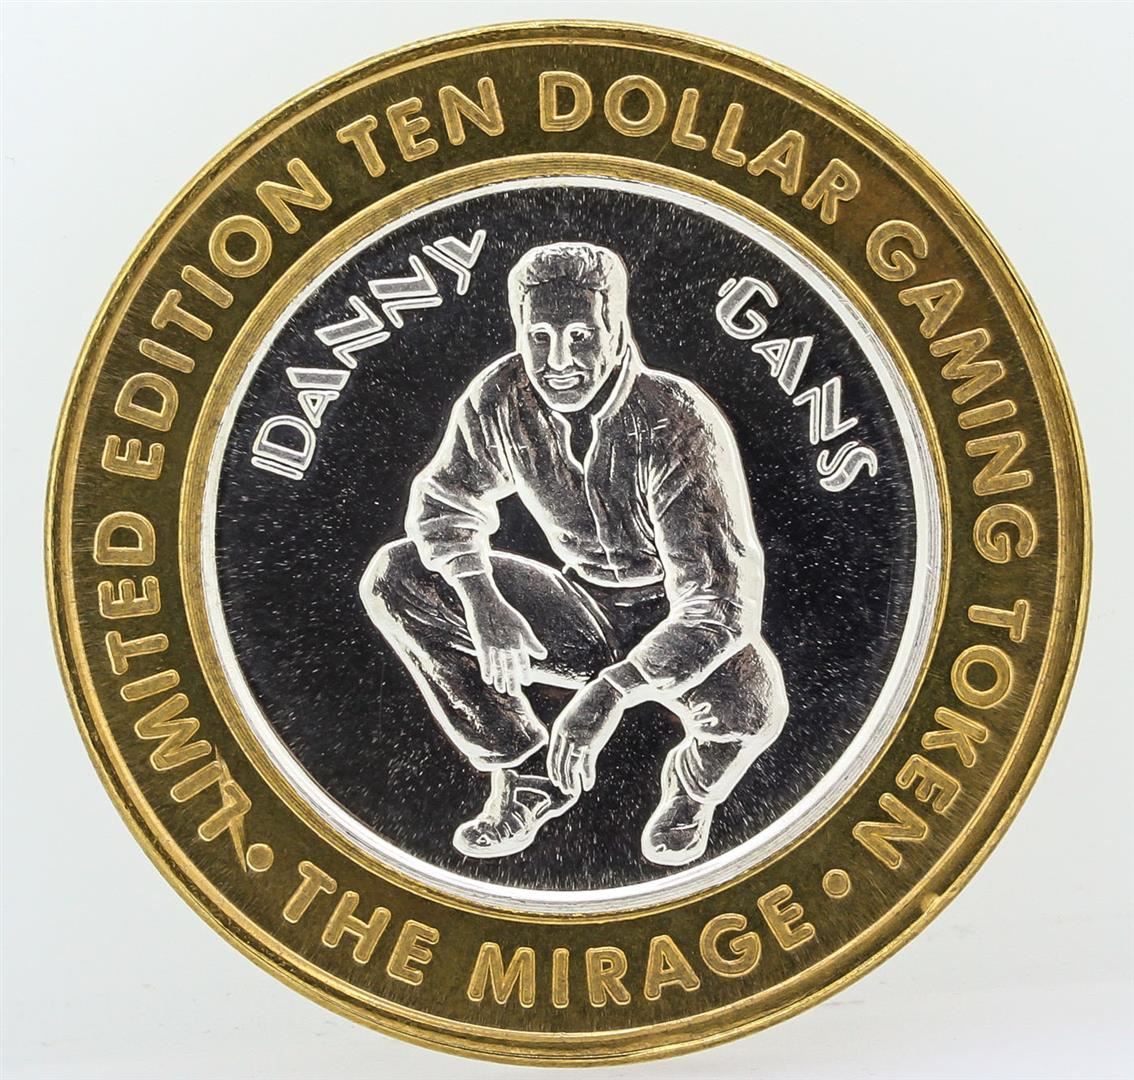 LIMITED EDITION TEN DOLLAR GAMING TOKEN
• THE MIRAGE •
DANNY GANS